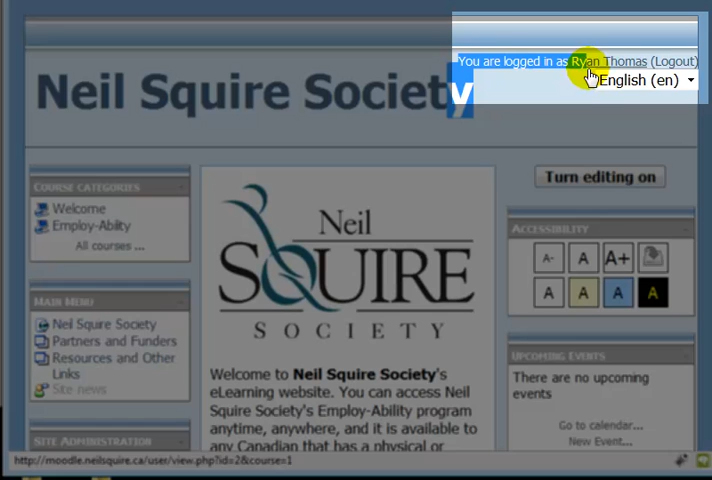 You are logged in as Ryan Thomas (Logout)
English (en)
Neil Squire Society
Turn editing on
COURSE CATEGORIES
Welcome
Employ-Ability
All courses ...
MAIN MENU
Neil Squre Society
Partners and Funders
Resources and Other
Links
Site news
SITE ADMINISTRATION
Neil
SQUIRE
SOCIETY
Welcome to Neil Squire Society's
eLearning website. You can access Neil
Squire Society's Employ-Ability program
anytime, anywhere, and it is available to
any Canadian that has a physical or
ACCESSIBILITY
A- A A+
A A A A
UPCOMING EVENTS
There are no upcoming
events
Go to calendar...
New Event...
http://moodle.neilsquire.ca/user/view.php?id=2&course=1